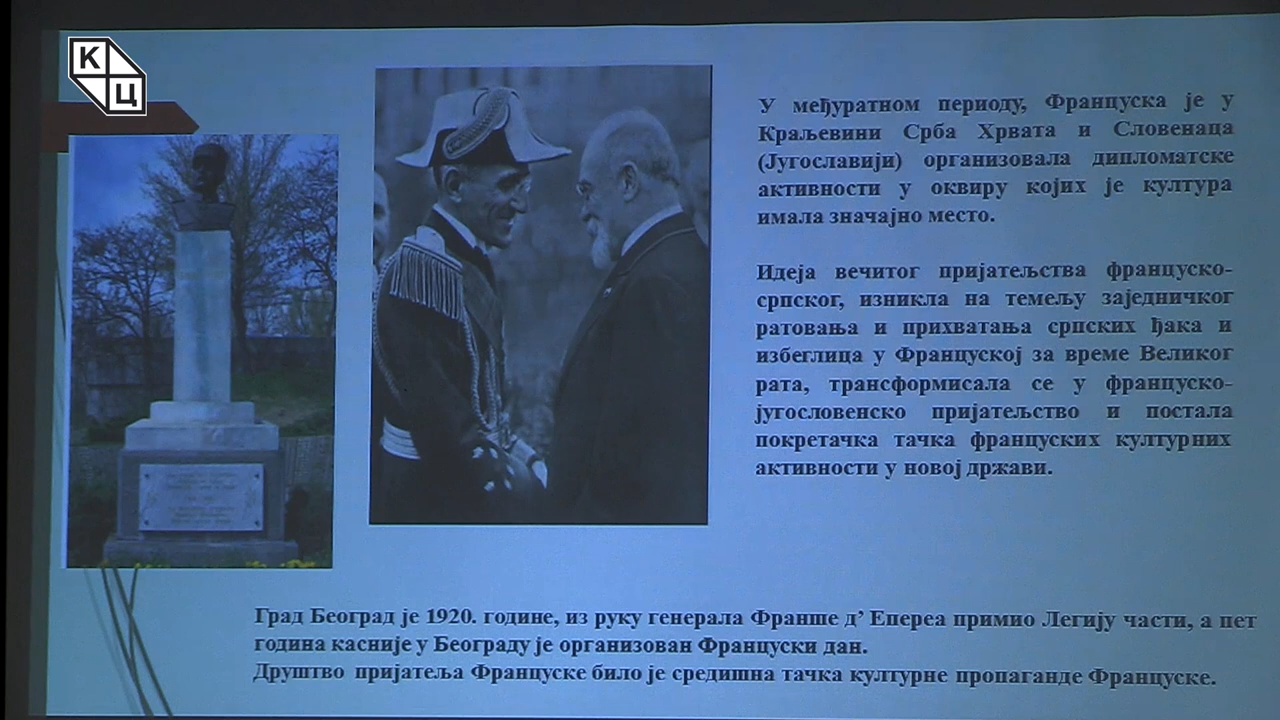 К
Ц
У међуратном периоду, Француска је у
Краљевини Срба Хрвата и Словенаца
(Југославији) организовала дипломатске
активности у оквиру којих је култура
имала значајно место.
Идеја вечитог пријатељства француско-
српског, изникла на темељу заједничког
ратовања и прихватања српских ђака и
избеглица у Француској за време Великог
рата, трансформисала се у француско-
југословенско пријатељство и постала
покретачка тачка француских културних
активности у новој држави.
Град Београд је 1920. године, из руку генерала Франше д’ Епереа примио Легију части, а пет
година касније у Београду је организован Француски дан.
Друштво пријатеља Француске било је средишна тачка културне пропаганде Француске.